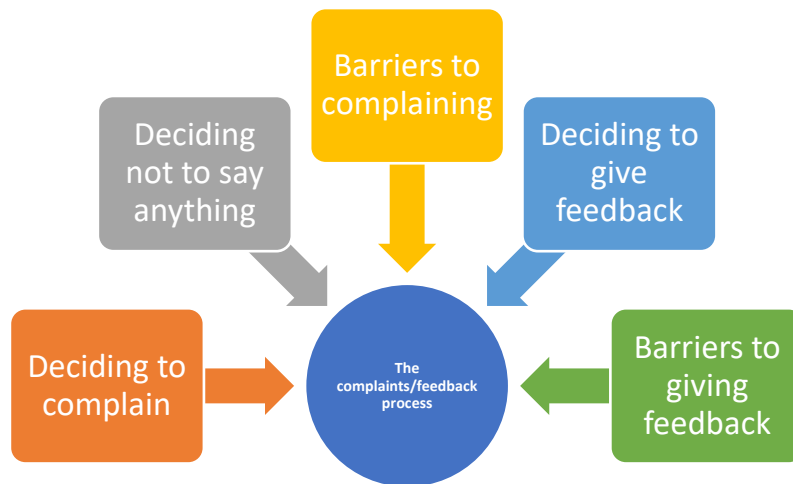 Barriers to
complaining
Deciding
not to say
anything
Deciding to
give
feedback
Deciding to
complain
The
complaints/feedback
process
Barriers to
giving
feedback